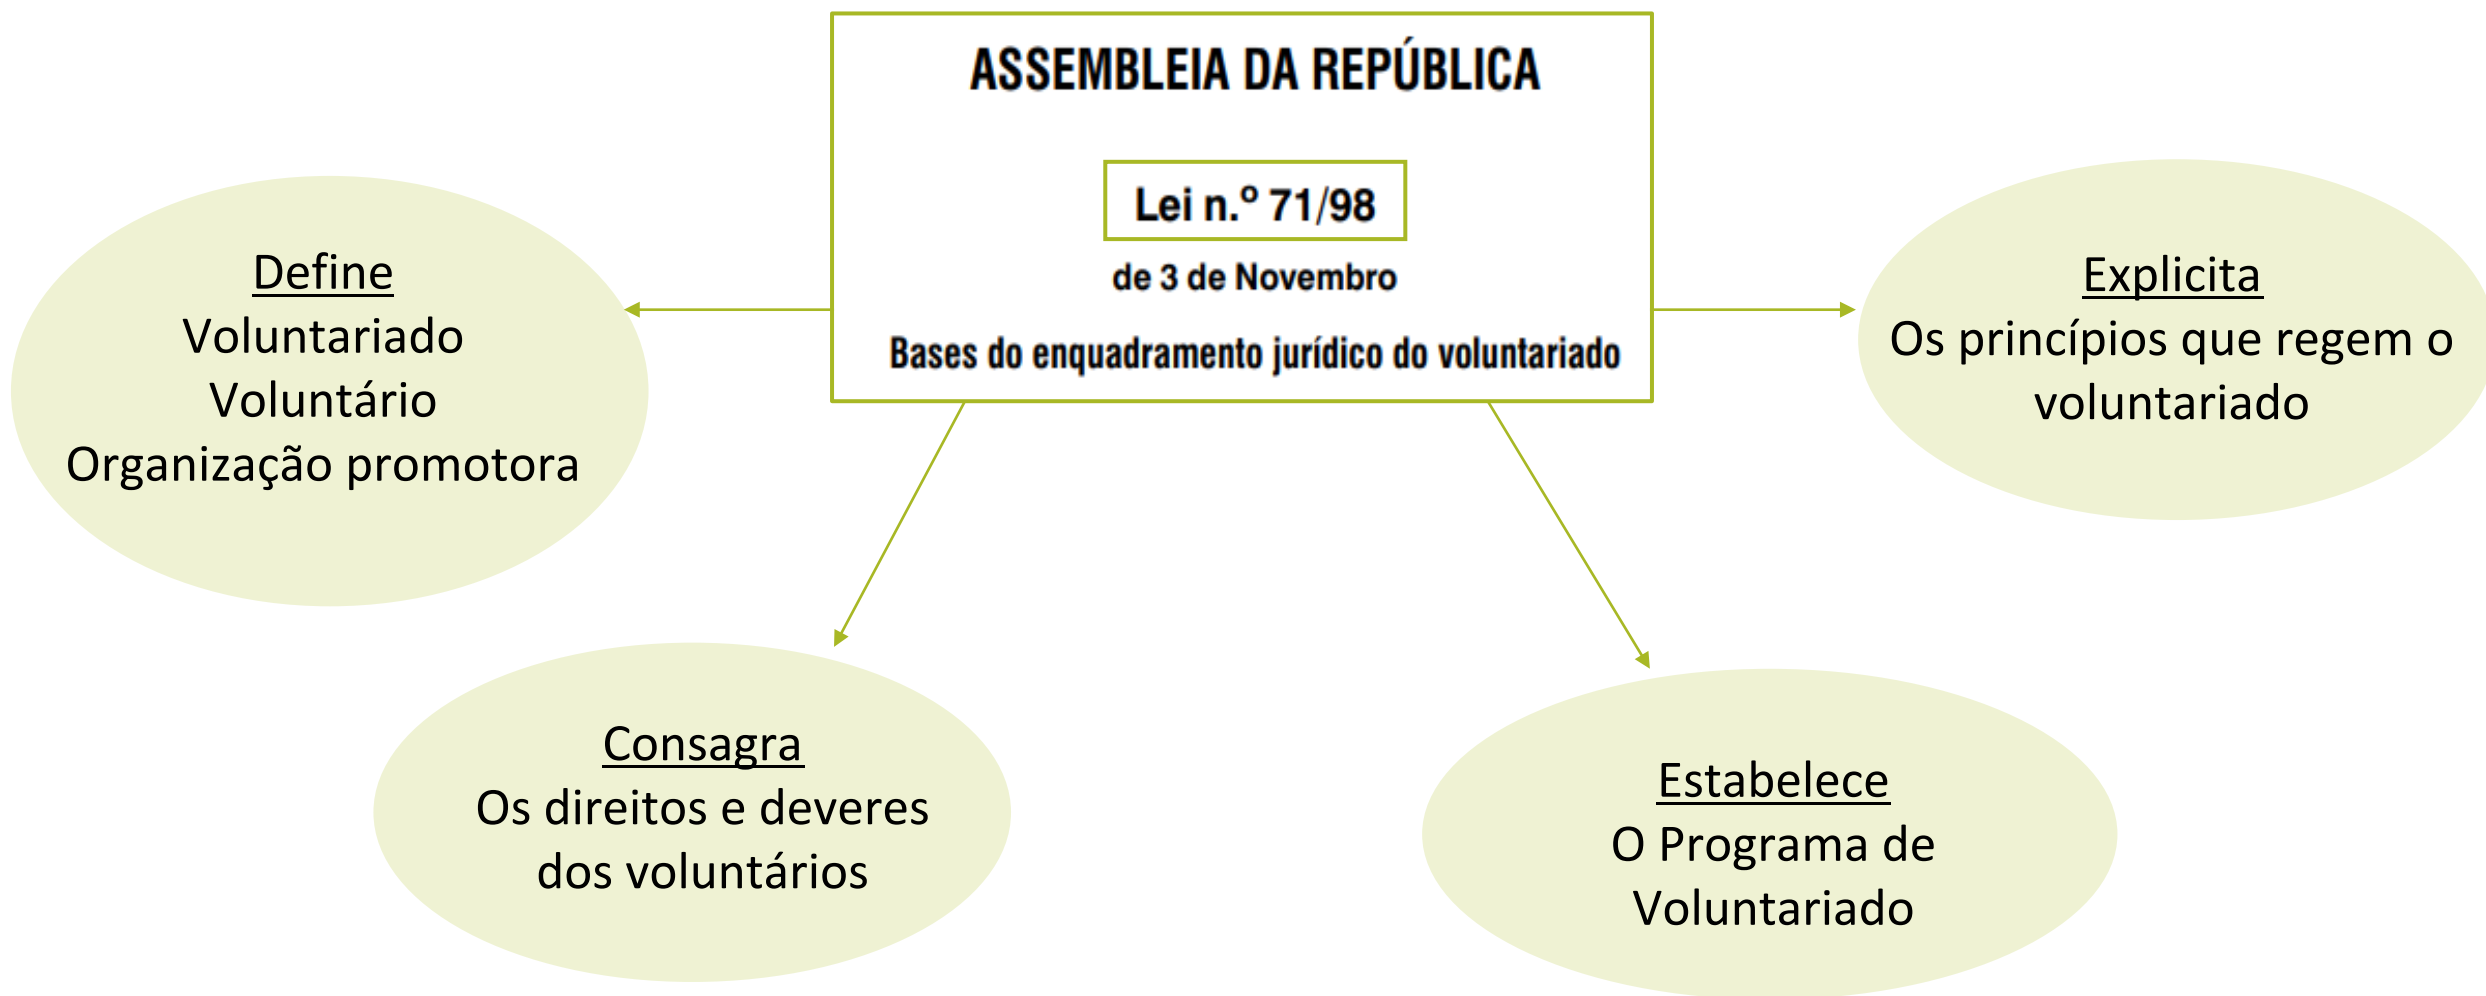 ASSEMBLEIA DA REPÚBLICA
Lei n.º 71/98
de 3 de Novembro
Bases do enquadramento jurídico do voluntariado
Define
Voluntariado
Voluntário
Organização promotora
Explicita
Os princípios que regem o
voluntariado
Consagra
Os direitos e deveres
dos voluntários
Estabelece
O Programa de
Voluntariado